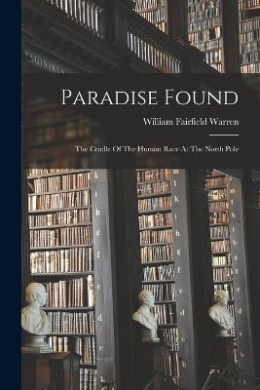 PARADISE FOUND
William Fairfield Warren
The Cradle Of The Human Race At The North Pole